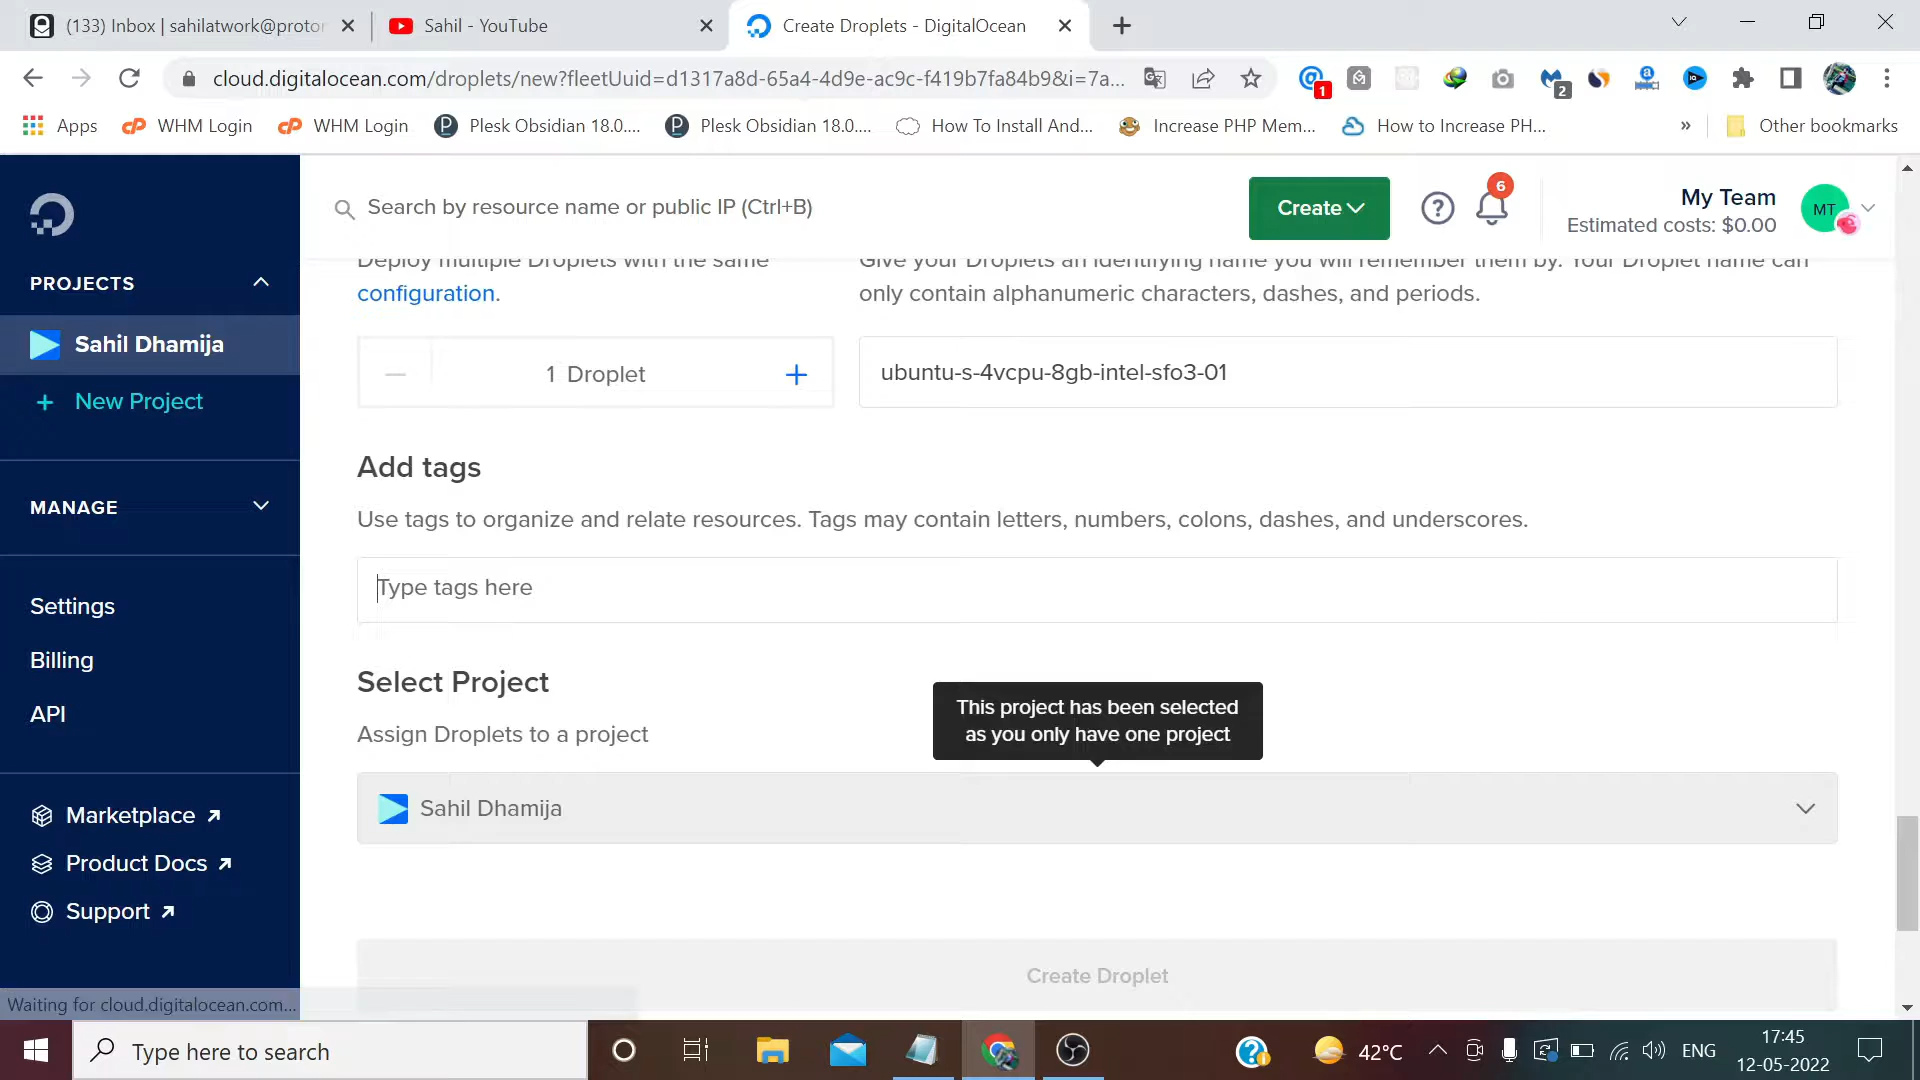 (133) Inbox | sahilatwork@proton
Sahil - YouTube
Create Droplets - DigitalOcean
cloud.digitalocean.com/droplets/new?fleetUuid=d1317a8d-65a4-4d9e-ac9c-f419b7fa84b9&i=7a...
1
2
Apps
WHM Login
WHM Login
Plesk Obsidian 18.0....
Plesk Obsidian 18.0....
How To Install And...
Increase PHP Mem...
How to Increase PH...
»
Other bookmarks
PROJECTS
Sahil Dhamija
+ New Project
MANAGE
Settings
Billing
API
Marketplace
Product Docs
Support
Waiting for cloud.digitalocean.com...
Search by resource name or public IP (Ctrl+B)
Create
6
My Team
Estimated costs: $0.00
MT
Deploy multiple Droplets with the same
configuration.
1 Droplet
Give your Droplets an identifying name you will remember them by. Your Droplet name can
only contain alphanumeric characters, dashes, and periods.
ubuntu-s-4vcpu-8gb-intel-sfo3-01
Add tags
Use tags to organize and relate resources. Tags may contain letters, numbers, colons, dashes, and underscores.
Type tags here
Select Project
Assign Droplets to a project
This project has been selected
as you only have one project
Sahil Dhamija
Create Droplet
Type here to search
42°C
ENG
17:45
12-05-2022